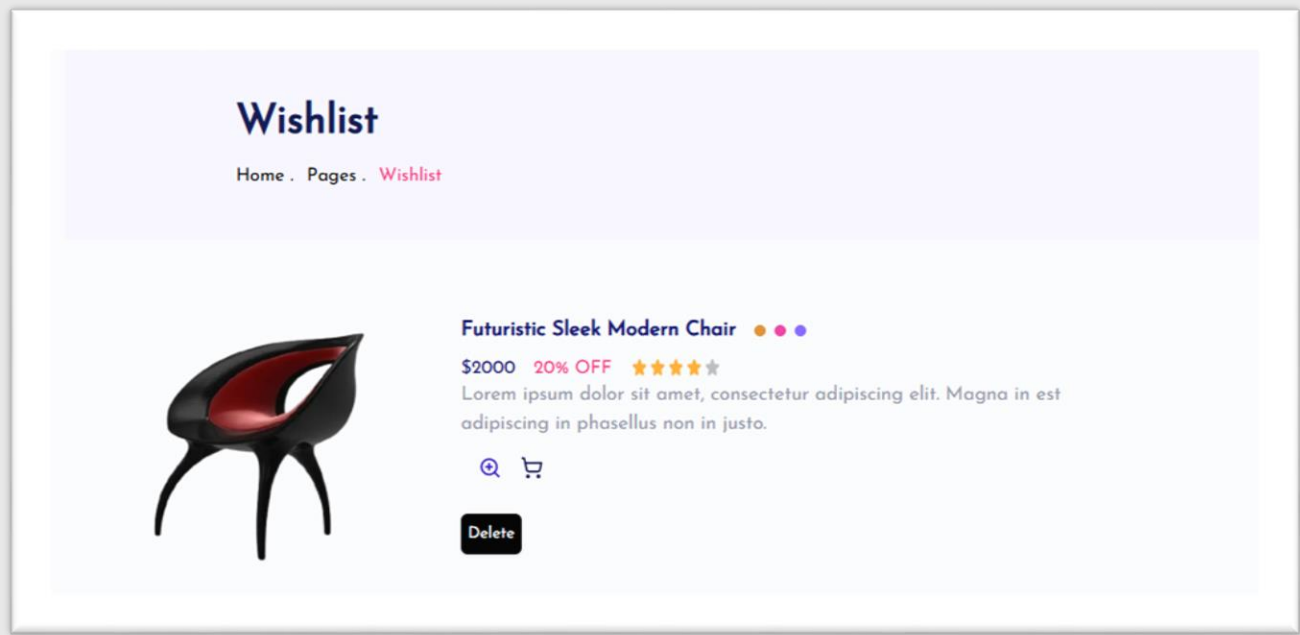 Wishlist
Home . Pages . Wishlist
Futuristic Sleek Modern Chair
$2000 20% OFF
Lorem ipsum dolor sit amet, consectetur adipiscing elit. Magna in est
adipiscing in phasellus non in justo.
Delete